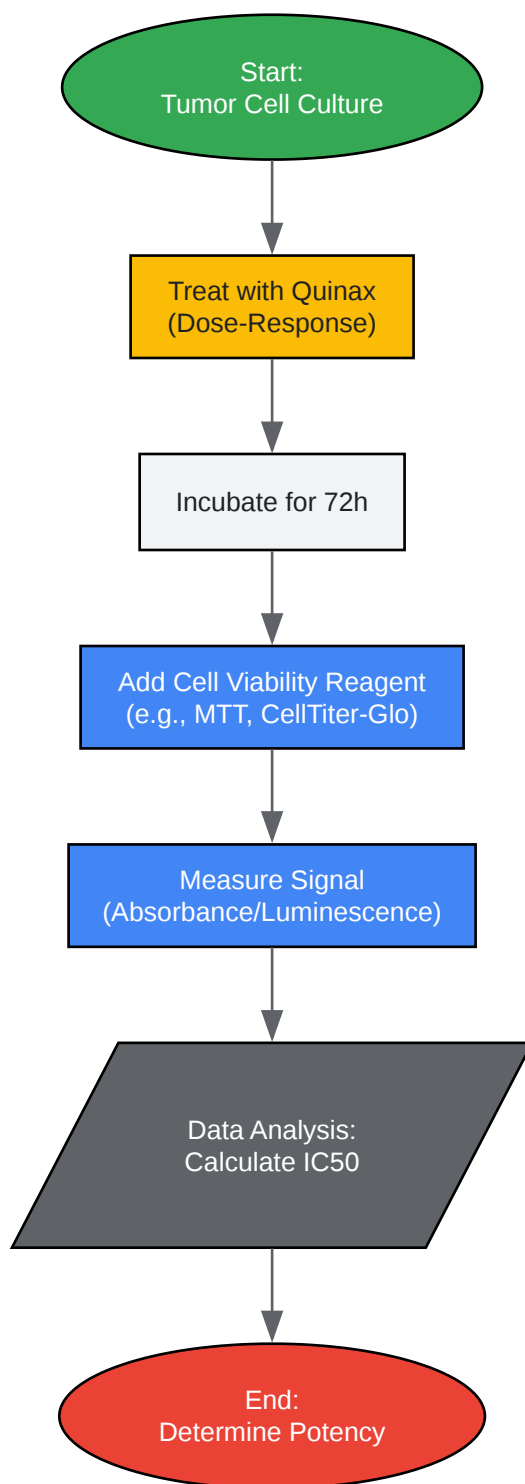 Start:
Tumor Cell Culture
Treat with Quinax
(Dose-Response)
Incubate for 72h
Add Cell Viability Reagent
(e.g., MTT, CellTiter-Glo)
Measure Signal
(Absorbance/Luminescence)
Data Analysis:
Calculate IC50
End:
Determine Potency